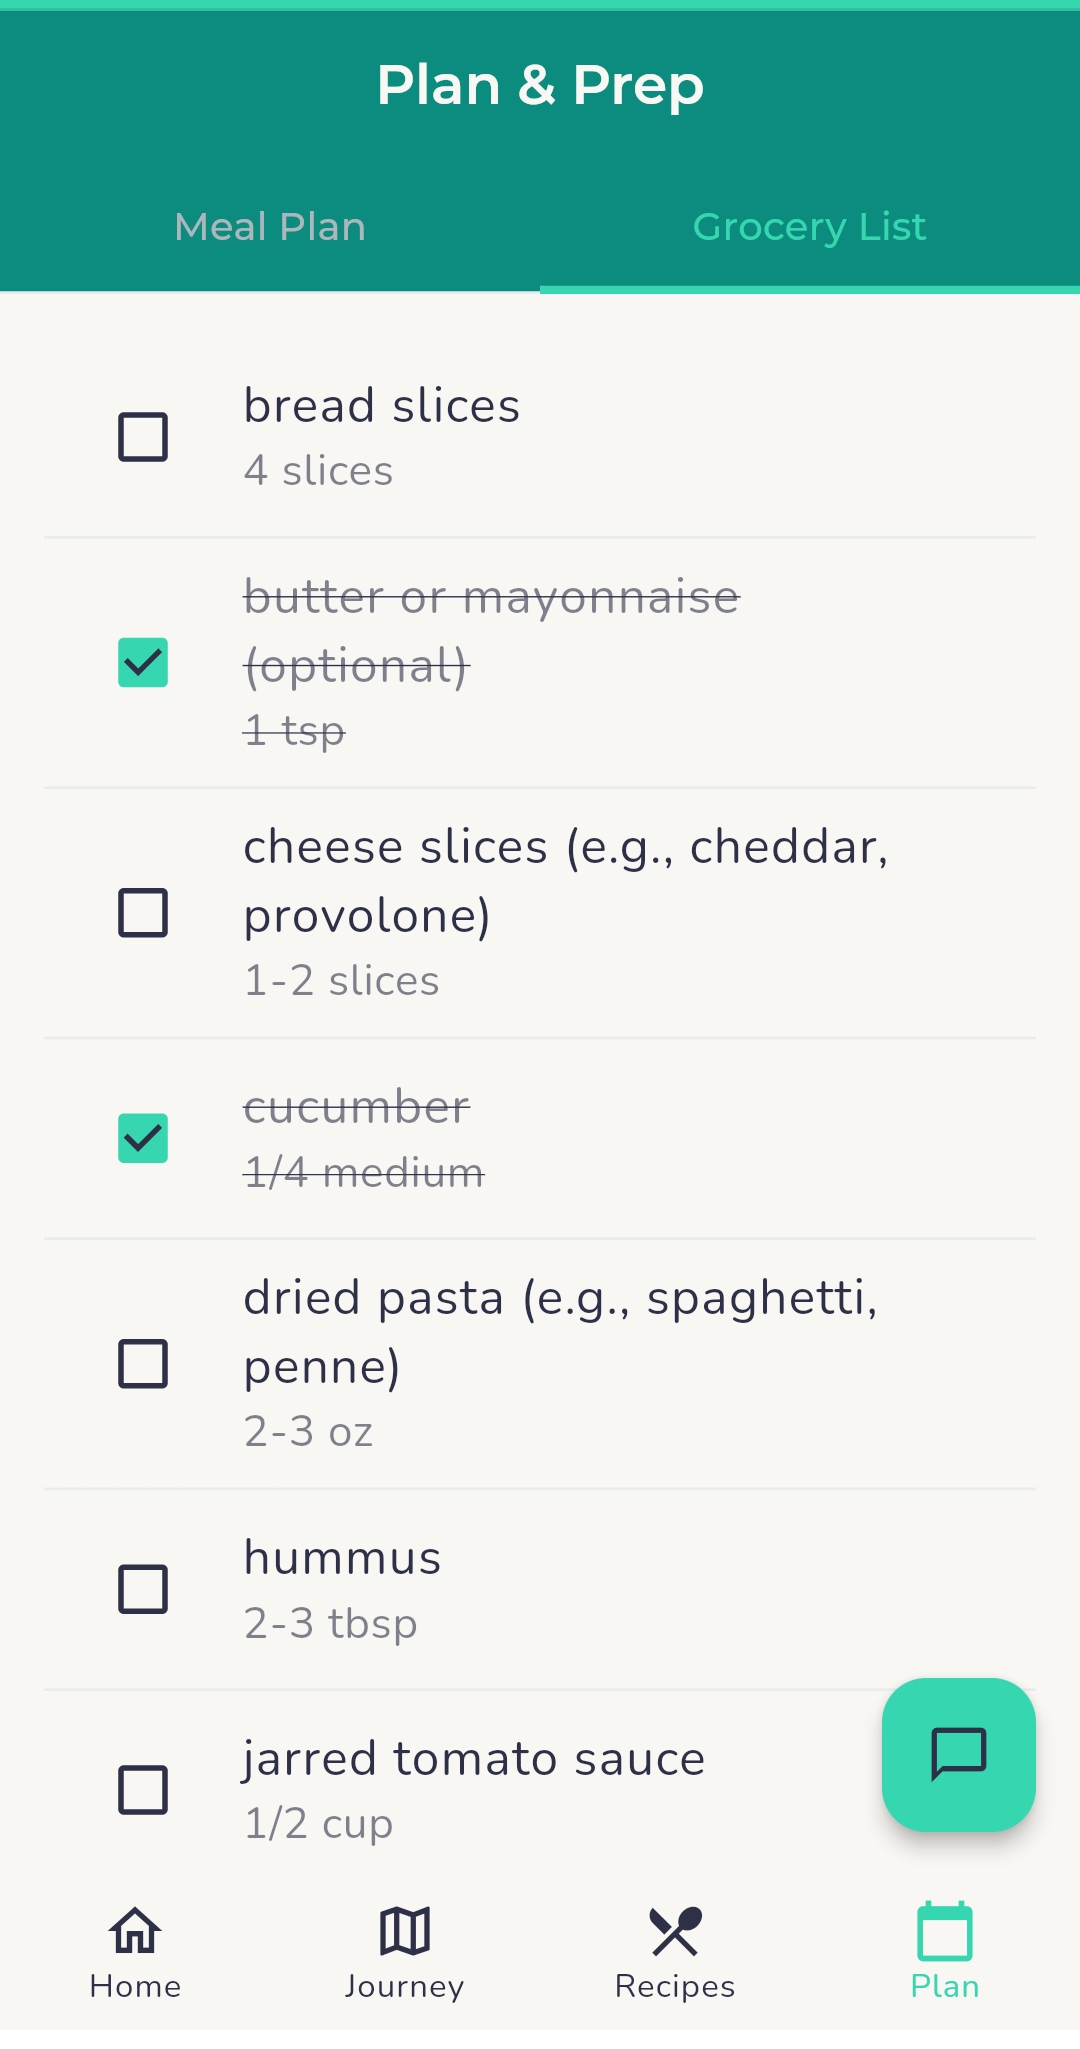 Plan & Prep
Meal Plan
Grocery List
bread slices
4 slices
butter or mayonnaise
(optional)
1 tsp
cheese slices (e.g., cheddar,
provolone)
1-2 slices
cucumber
1/4 medium
dried pasta (e.g., spaghetti,
penne)
2-3 oz
hummus
2-3 tbsp
jarred tomato sauce
1/2 cup
Home
Journey
Recipes
Plan